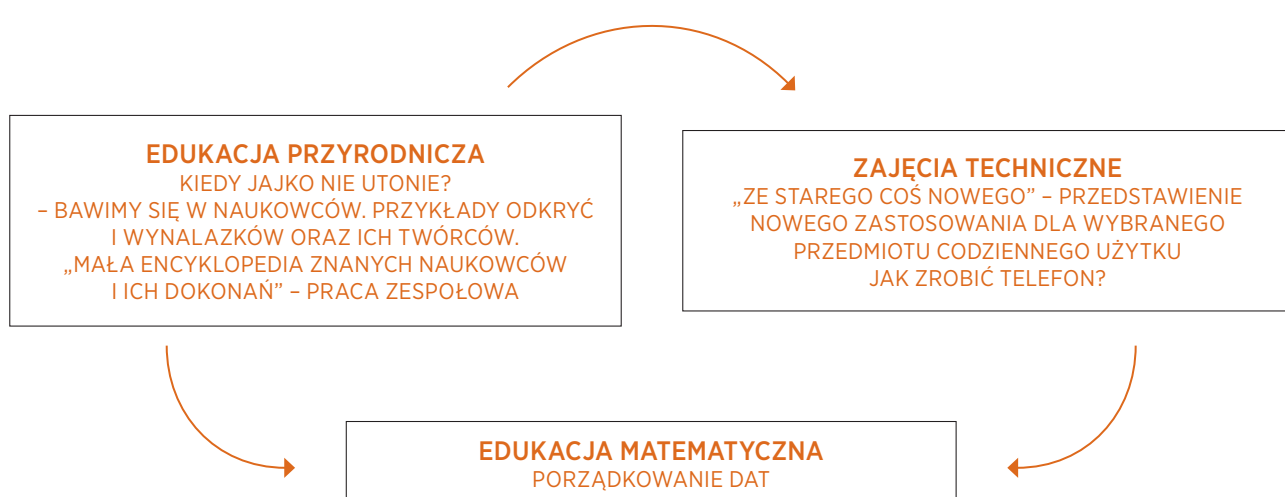 EDUKACJA PRZYRODNICZA
KIEDY JAJKO NIE UTONIE?
– BAWIMY SIĘ W NAUKOWCÓW. PRZYKŁADY ODKRYĆ
I WYNALAZKÓW ORAZ ICH TWÓRCÓW.
„MAŁA ENCYKLOPEDIA ZNANYCH NAUKOWCÓW
I ICH DOKONAŃ” – PRACA ZESPOŁOWA
ZAJĘCIA TECHNICZNE
„ZE STAREGO COŚ NOWEGO” – PRZEDSTAWIENIE
NOWEGO ZASTOSOWANIA DLA WYBRANEGO
PRZEDMIOTU CODZIENNEGO UŻYTKU
JAK ZROBIĆ TELEFON?
EDUKACJA MATEMATYCZNA
PORZĄDKOWANIE DAT